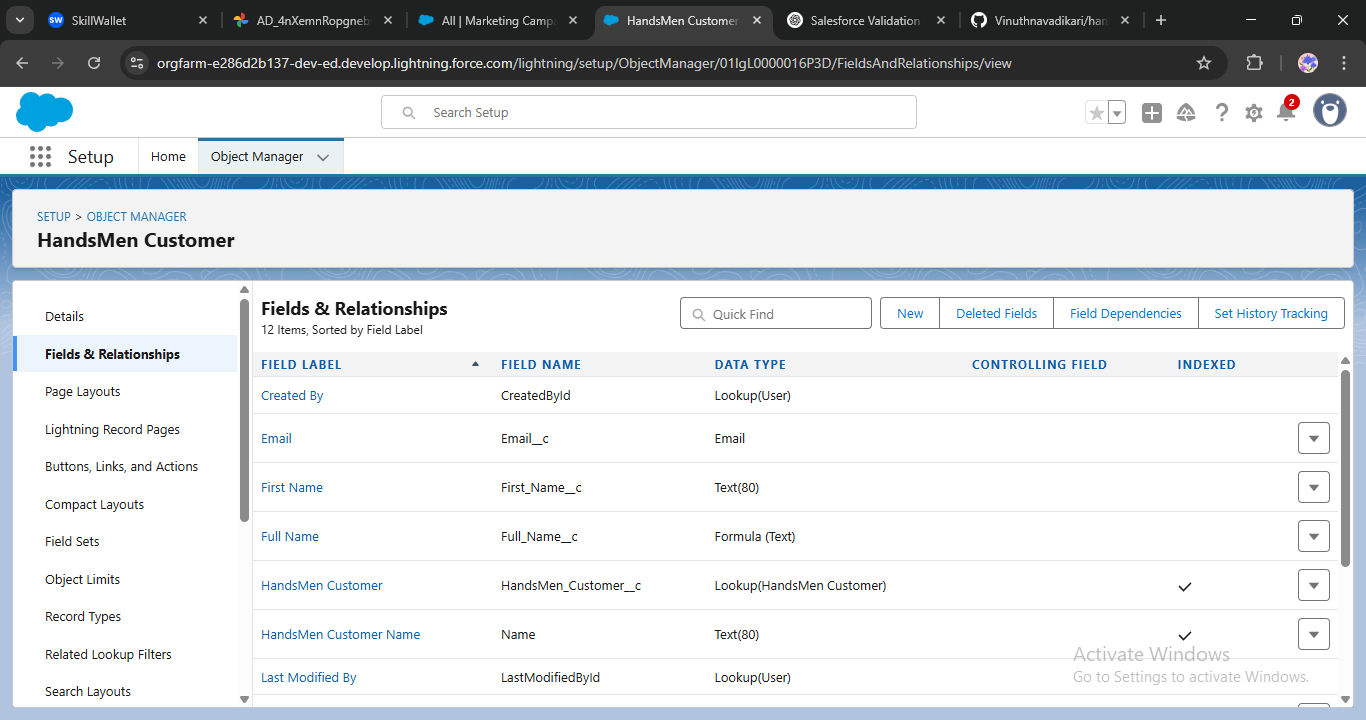 SW SkillWallet
AD_4nXemnRopgneb
All | Marketing Camp
HandsMen Customer
Salesforce Validation
Vinuthnavadikari/han
orgfarm-e286d2b137-dev-ed.develop.lightning.force.com/lightning/setup/ObjectManager/01IgL0000016P3D/FieldsAndRelationships/view
Search Setup
2
Setup
Home
Object Manager
SETUP > OBJECT MANAGER
HandsMen Customer
Details
Fields & Relationships
Page Layouts
Lightning Record Pages
Buttons, Links, and Actions
Compact Layouts
Field Sets
Object Limits
Record Types
Related Lookup Filters
Search Layouts
Fields & Relationships
12 Items, Sorted by Field Label
Quick Find
New
Deleted Fields
Field Dependencies
Set History Tracking
FIELD LABEL FIELD NAME DATA TYPE CONTROLLING FIELD INDEXED
Created By CreatedById Lookup(User)
Email Email__c Email
First Name First_Name__c Text(80)
Full Name Full_Name__c Formula (Text)
HandsMen Customer HandsMen_Customer__c Lookup(HandsMen Customer)
HandsMen Customer Name Name Text(80)
Last Modified By LastModifiedById Lookup(User)
Activate Windows
Go to Settings to activate Windows.